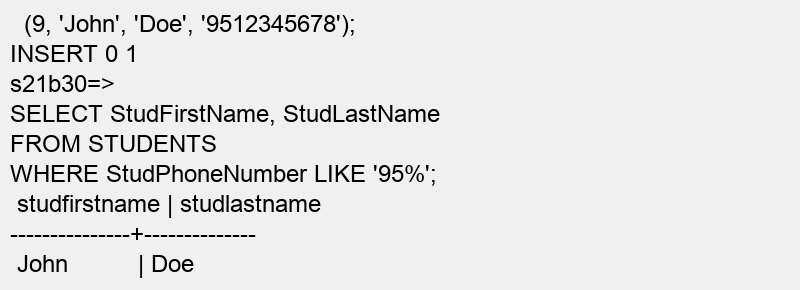 (9, 'John', 'Doe', '9512345678');
INSERT 0 1
s21b30=>
SELECT StudFirstName, StudLastName
FROM STUDENTS
WHERE StudPhoneNumber LIKE '95%';
studfirstname | studlastname
---------------+--------------
John | Doe